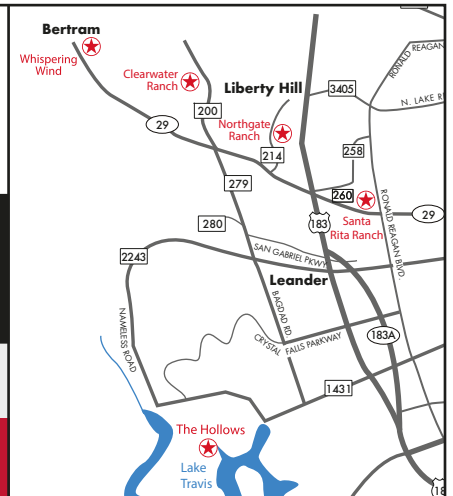 Bertram
Whispering
Wind
Clearwater
Ranch
Liberty Hill
RONALD REAGAN
3405
N. LAKE
200
29
Northgate
Ranch
214
258
279
260
Santa
Rita Ranch
29
183
280
RONALD REAGAN BLVD.
SAN GABRIEL PKWY
2243
Leander
NAMELESS ROAD
BAGDAD RD.
CRYSTAL FALLS PARKWAY
183A
1431
The Hollows
Lake
Travis
18